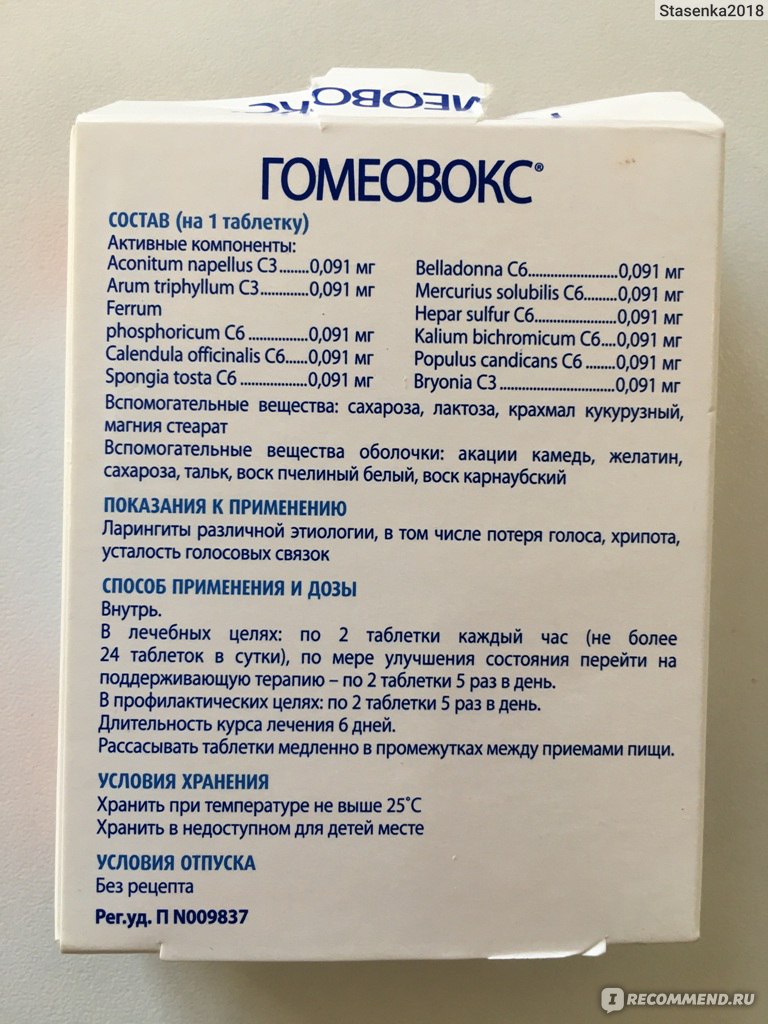 Stasenka2018
МЕОВОКС
ГОМЕОВОКС®
СОСТАВ (на 1 таблетку)
Активные компоненты:
Aconitum napellus C3........0,091 мг
Arum triphyllum C3............0,091 мг
Ferrum
phosphoricum C6 ..............0,091 мг
Calendula officinalis C6......0,091 мг
Spongia tosta C6 ................0,091 мг
Belladonna C6.......................0,091 мг
Mercurius solubilis C6........0,091 мг
Hepar sulfur C6.....................0,091 мг
Kalium bichromicum C6....0,091 мг
Populus candicans C6 .......0,091 мг
Bryonia C3.............................0,091 мг
Вспомогательные вещества: сахароза, лактоза, крахмал кукурузный,
магния стеарат
Вспомогательные вещества оболочки: акации камедь, желатин,
сахароза, тальк, воск пчелиный белый, воск карнаубский
ПОКАЗАНИЯ К ПРИМЕНЕНИЮ
Ларингиты различной этиологии, в том числе потеря голоса, хрипота,
усталость голосовых связок
СПОСОБ ПРИМЕНЕНИЯ И ДОЗЫ
Внутрь.
В лечебных целях: по 2 таблетки каждый час (не более
24 таблеток в сутки), по мере улучшения состояния перейти на
поддерживающую терапию – по 2 таблетки 5 раз в день.
В профилактических целях: по 2 таблетки 5 раз в день.
Длительность курса лечения 6 дней.
Рассасывать таблетки медленно в промежутках между приемами пищи.
УСЛОВИЯ ХРАНЕНИЯ
Хранить при температуре не выше 25˚С
Хранить в недоступном для детей месте
УСЛОВИЯ ОТПУСКА
Без рецепта
Рег.уд. П N009837
IRECOMMEND.RU